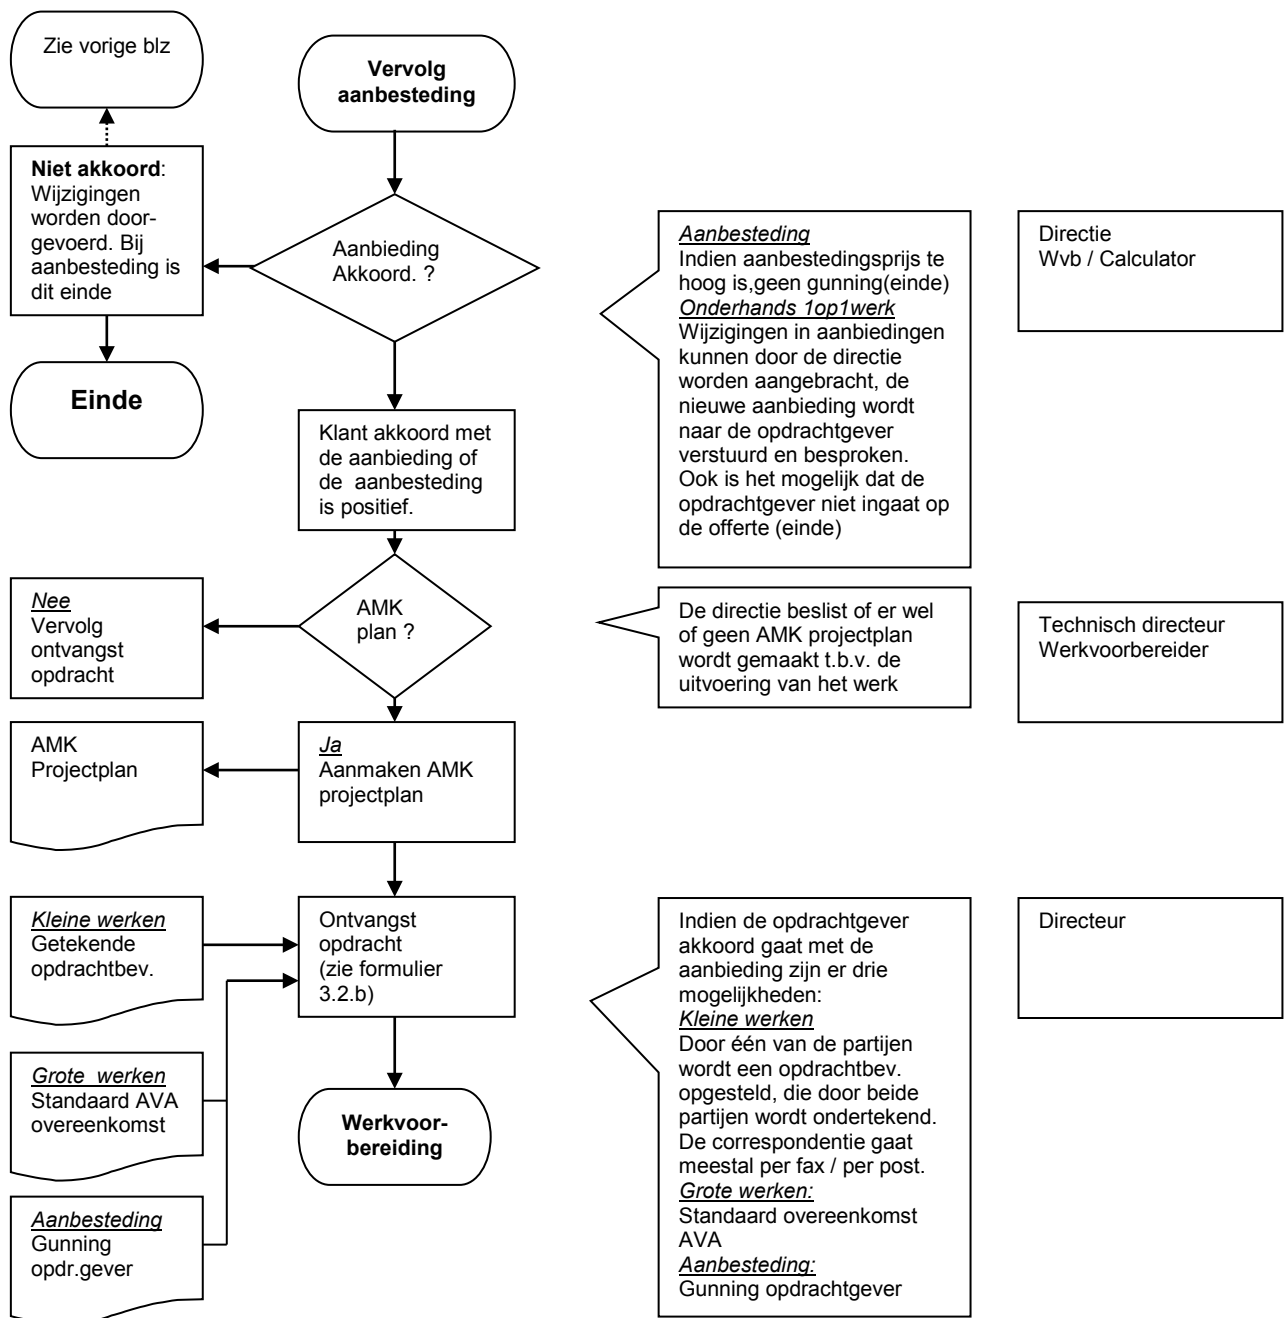 Zie vorige blz
Vervolg
aanbesteding
Niet akkoord:
Wijzigingen
worden door-
gevoerd. Bij
aanbesteding is
dit einde
Aanbieding
Akkoord. ?
Aanbesteding
Indien aanbestedingsprijs te
hoog is,geen gunning(einde)
Onderhands 1op1werk
Wijzigingen in aanbiedingen
kunnen door de directie
worden aangebracht, de
nieuwe aanbieding wordt
naar de opdrachtgever
verstuurd en besproken.
Ook is het mogelijk dat de
opdrachtgever niet ingaat op
de offerte (einde)
Directie
Wvb / Calculator
Einde
Klant akkoord met
de aanbieding of
de aanbesteding
is positief.
Nee
Vervolg
ontvangst
opdracht
AMK
plan ?
De directie beslist of er wel
of geen AMK projectplan
wordt gemaakt t.b.v. de
uitvoering van het werk
Technisch directeur
Werkvoorbereider
AMK
Projectplan
Ja
Aanmaken AMK
projectplan
Kleine werken
Getekende
opdrachtbev.
Ontvangst
opdracht
(zie formulier
3.2.b)
Indien de opdrachtgever
akkoord gaat met de
aanbieding zijn er drie
mogelijkheden:
Kleine werken
Door één van de partijen
wordt een opdrachtbev.
opgesteld, die door beide
partijen wordt ondertekend.
De correspondentie gaat
meestal per fax / per post.
Grote werken:
Standaard overeenkomst
AVA
Aanbesteding:
Gunning opdrachtgever
Directeur
Grote werken
Standaard AVA
overeenkomst
Werkvoor-
bereiding
Aanbesteding
Gunning
opdr.gever